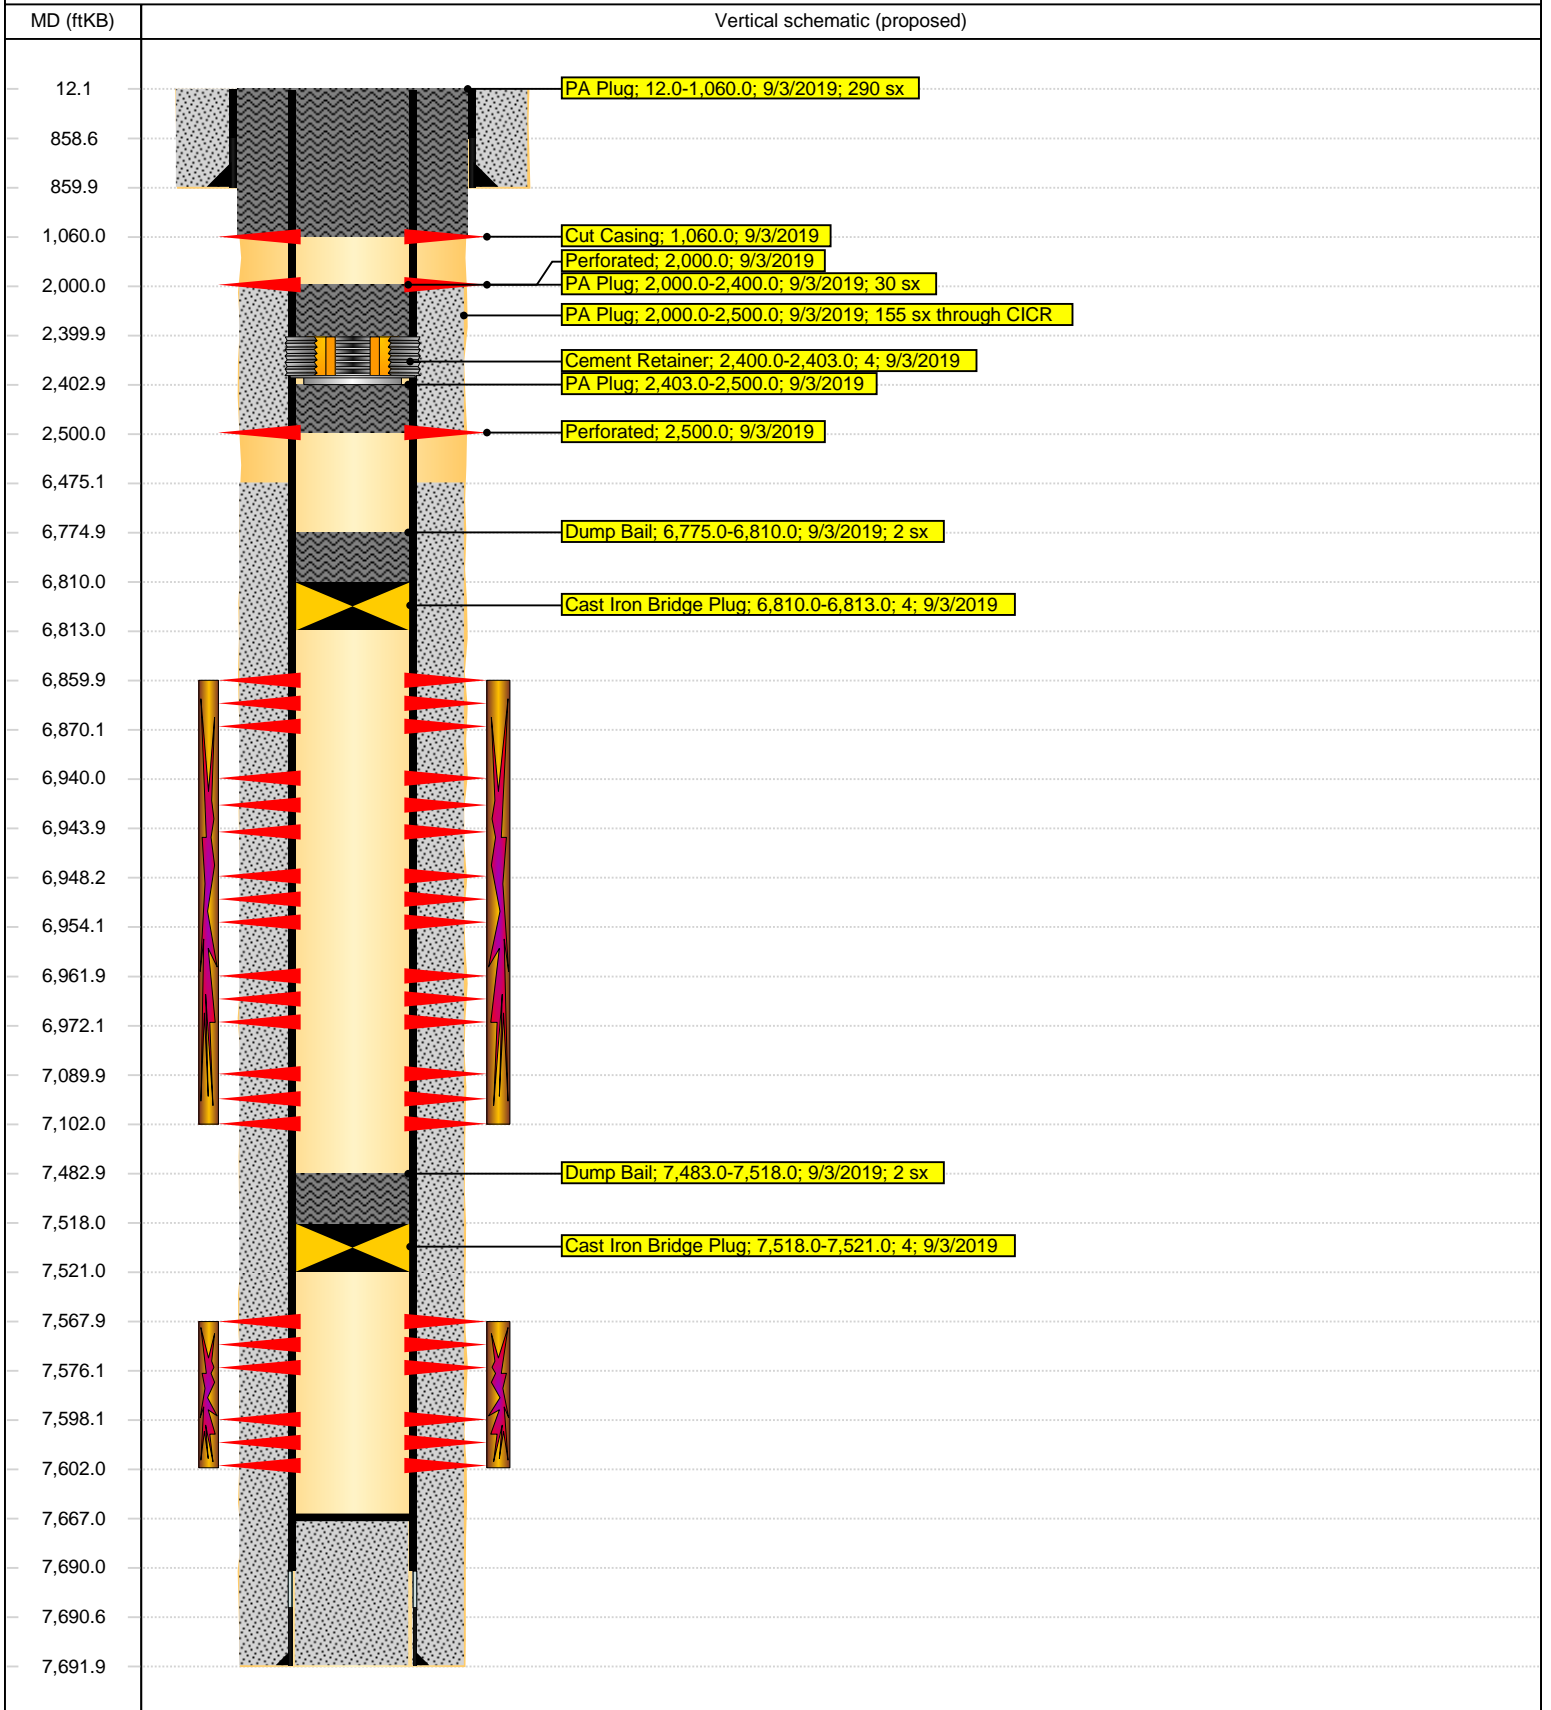 MD (ftKB)
Vertical schematic (proposed)
12.1
PA Plug; 12.0-1,060.0; 9/3/2019; 290 sx
858.6
859.9
1,060.0
Cut Casing; 1,060.0; 9/3/2019
Perforated; 2,000.0; 9/3/2019
2,000.0
PA Plug; 2,000.0-2,400.0; 9/3/2019; 30 sx
PA Plug; 2,000.0-2,500.0; 9/3/2019; 155 sx through CICR
2,399.9
Cement Retainer; 2,400.0-2,403.0; 4; 9/3/2019
2,402.9
PA Plug; 2,403.0-2,500.0; 9/3/2019
2,500.0
Perforated; 2,500.0; 9/3/2019
6,475.1
6,774.9
Dump Bail; 6,775.0-6,810.0; 9/3/2019; 2 sx
6,810.0
Cast Iron Bridge Plug; 6,810.0-6,813.0; 4; 9/3/2019
6,813.0
6,859.9
6,870.1
6,940.0
6,943.9
6,948.2
6,954.1
6,961.9
6,972.1
7,089.9
7,102.0
7,482.9
Dump Bail; 7,483.0-7,518.0; 9/3/2019; 2 sx
7,518.0
Cast Iron Bridge Plug; 7,518.0-7,521.0; 4; 9/3/2019
7,521.0
7,567.9
7,576.1
7,598.1
7,602.0
7,667.0
7,690.0
7,690.6
7,691.9